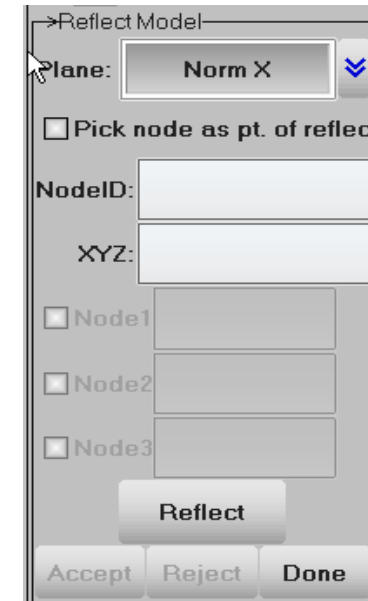 ->Reflect Model
Plane: Norm X
Pick node as pt. of reflec
NodeID:
XYZ:
Node1
Node2
Node3
Reflect
Accept Reject Done